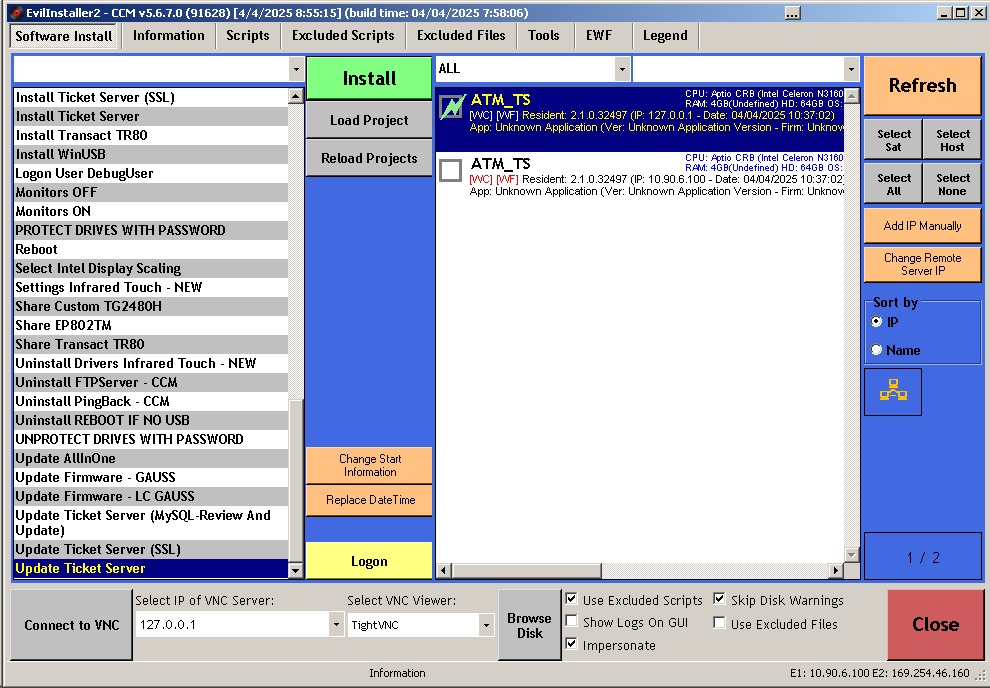 EvilInstaller2 - CCM v5.6.7.0 (91628) [4/4/2025 8:55:15] (build time: 04/04/2025 7:58:06)
...
Software Install
Information
Scripts
Excluded Scripts
Excluded Files
Tools
EWF
Legend
Install Ticket Server (SSL)
Install Ticket Server
Install Transact TR80
Install WinUSB
Logon User DebugUser
Monitors OFF
Monitors ON
PROTECT DRIVES WITH PASSWORD
Reboot
Select Intel Display Scaling
Settings Infrared Touch - NEW
Share Custom TG2480H
Share EP802TM
Share Transact TR80
Uninstall Drivers Infrared Touch - NEW
Uninstall FTPServer - CCM
Uninstall PingBack - CCM
Uninstall REBOOT IF NO USB
UNPROTECT DRIVES WITH PASSWORD
Update AllInOne
Update Firmware - GAUSS
Update Firmware - LC GAUSS
Update Ticket Server (MySQL-Review And
Update)
Update Ticket Server (SSL)
Update Ticket Server
Install
Load Project
Reload Projects
Change Start
Information
Replace DateTime
Logon
ALL
ATM_TS
CPU: Aptio CRB (Intel Celeron N3160
RAM: 4GB(Undefined) HD: 64GB OS:
[WC] [WF] Resident: 2.1.0.32497 (IP: 127.0.0.1 - Date: 04/04/2025 10:37:02)
App: Unknown Application (Ver: Unknown Application Version - Firm: Unknov
ATM_TS
CPU: Aptio CRB (Intel Celeron N3160
RAM: 4GB(Undefined) HD: 64GB OS:
[WC] [WF] Resident: 2.1.0.32497 (IP: 10.90.6.100 - Date: 04/04/2025 10:37:02)
App: Unknown Application (Ver: Unknown Application Version - Firm: Unknov
Refresh
Select
Sat
Select
Host
Select
All
Select
None
Add IP Manually
Change Remote
Server IP
Sort by
IP
Name
1 / 2
Connect to VNC
Select IP of VNC Server:
127.0.0.1
Select VNC Viewer:
TightVNC
Browse
Disk
Use Excluded Scripts
Skip Disk Warnings
Show Logs On GUI
Use Excluded Files
Impersonate
Close
Information
E1: 10.90.6.100 E2: 169.254.46.160